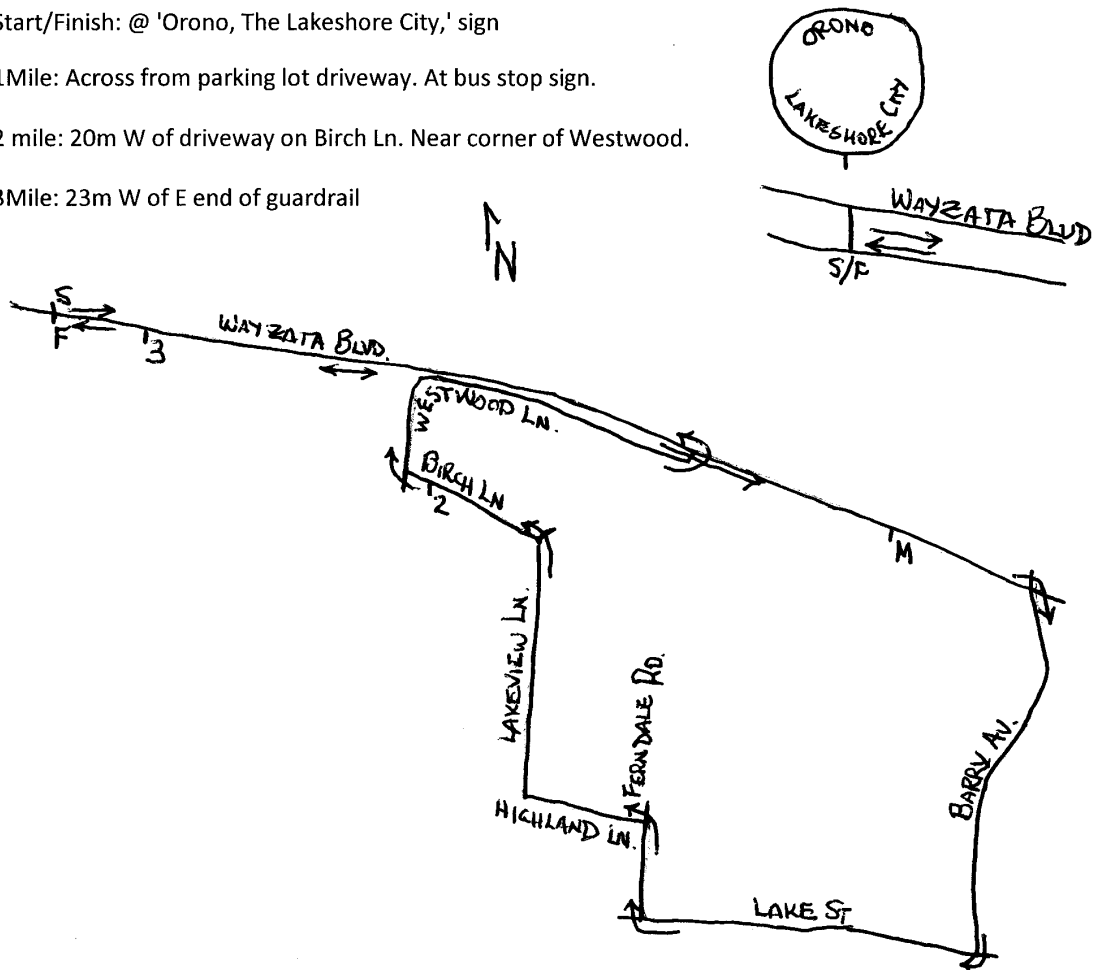 Start/Finish: @ 'Orono, The Lakeshore City,' sign
1Mile: Across from parking lot driveway. At bus stop sign.
2 mile: 20m W of driveway on Birch Ln. Near corner of Westwood.
3Mile: 23m W of E end of guardrail
ORONO
LAKESHORE CITY
WAYZATA BLVD
S/F
N
S
F
3
WAYZATA BLVD.
WESTWOOD LN.
BIRCH LN
2
M
LAKEVIEW LN.
FERNDALE RD.
BARRY AV.
HIGHLAND LN.
LAKE ST